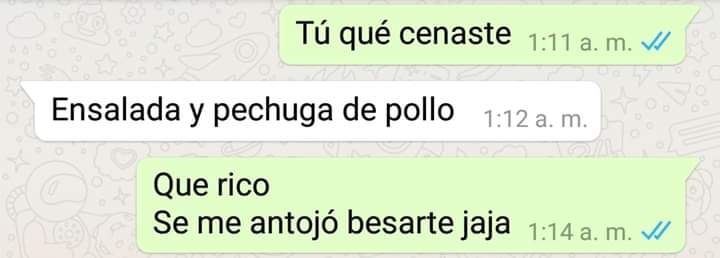 Tú qué cenaste 1:11 a. m.
Ensalada y pechuga de pollo 1:12 a. m.
Que rico
Se me antojó besarte jaja 1:14 a. m.